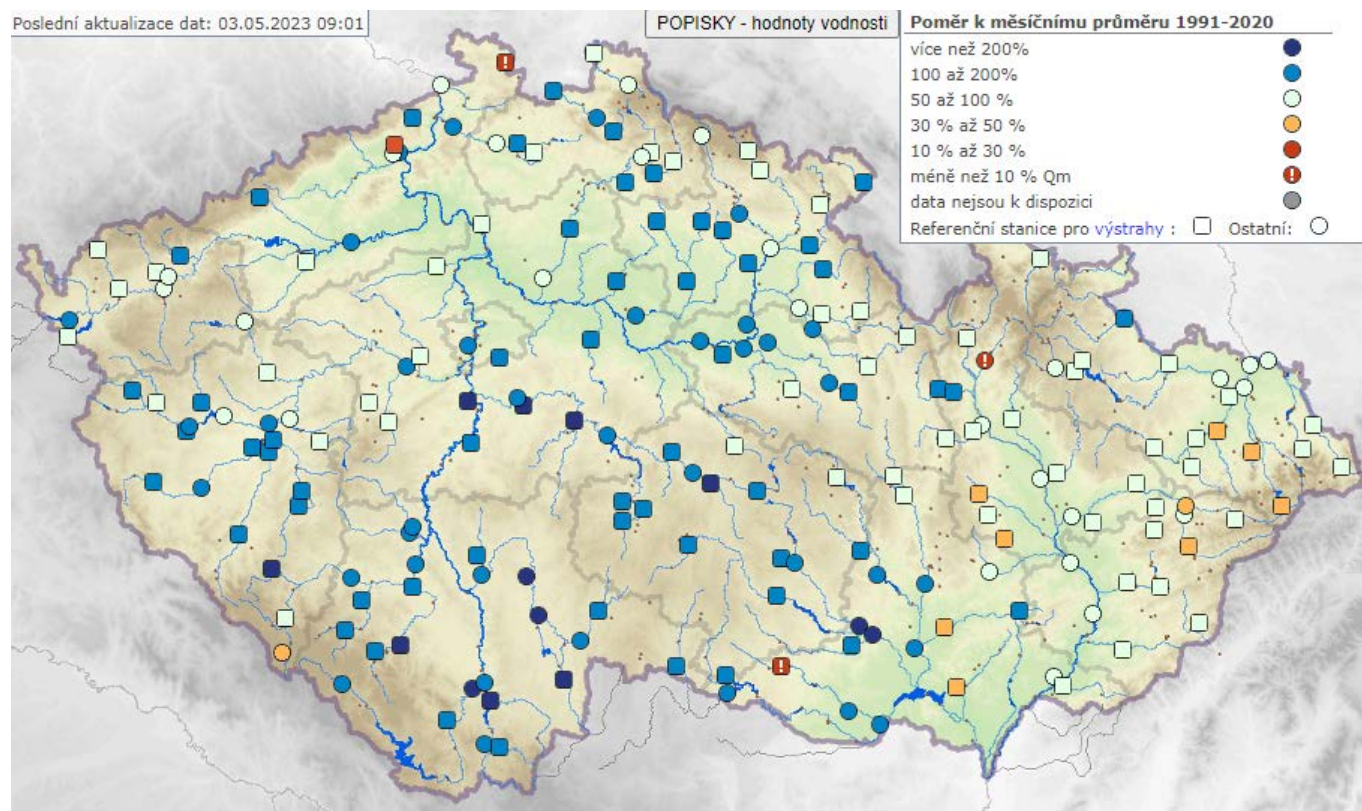 Poslední aktualizace dat: 03.05.2023 09:01
POPISKY - hodnoty vodnosti
Poměr k měsíčnímu průměru 1991-2020
více než 200%
100 až 200%
50 až 100 %
30 % až 50 %
10 % až 30 %
méně než 10 % Qm
data nejsou k dispozici
Referenční stanice pro výstrahy : Ostatní: